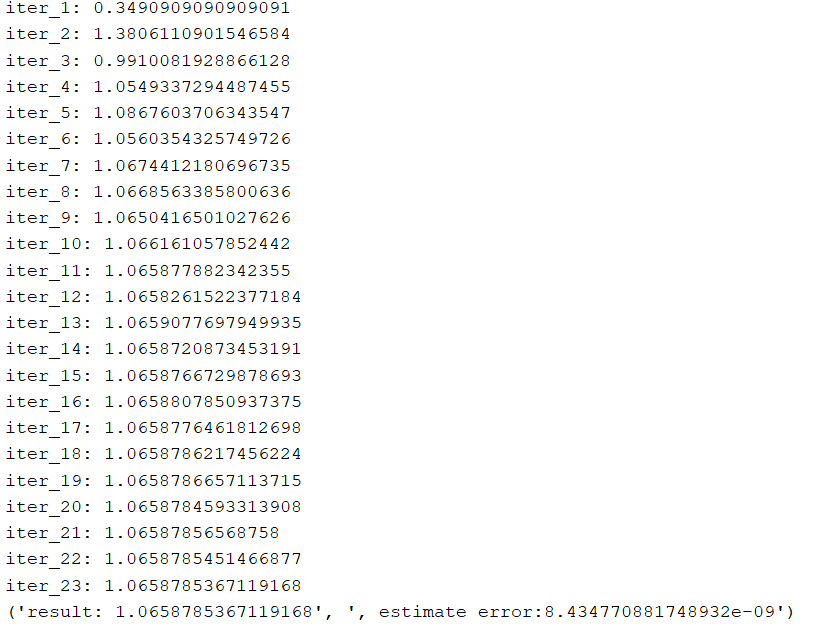 iter_1: 0.3490909090909091
iter_2: 1.3806110901546584
iter_3: 0.9910081928866128
iter_4: 1.0549337294487455
iter_5: 1.0867603706343547
iter_6: 1.0560354325749726
iter_7: 1.0674412180696735
iter_8: 1.0668563385800636
iter_9: 1.0650416501027626
iter_10: 1.066161057852442
iter_11: 1.065877882342355
iter_12: 1.0658261522377184
iter_13: 1.0659077697949935
iter_14: 1.0658720873453191
iter_15: 1.0658766729878693
iter_16: 1.0658807850937375
iter_17: 1.0658776461812698
iter_18: 1.0658786217456224
iter_19: 1.0658786657113715
iter_20: 1.0658784593313908
iter_21: 1.06587856568758
iter_22: 1.0658785451466877
iter_23: 1.0658785367119168
('result: 1.0658785367119168', ', estimate error:8.434770881748932e-09')